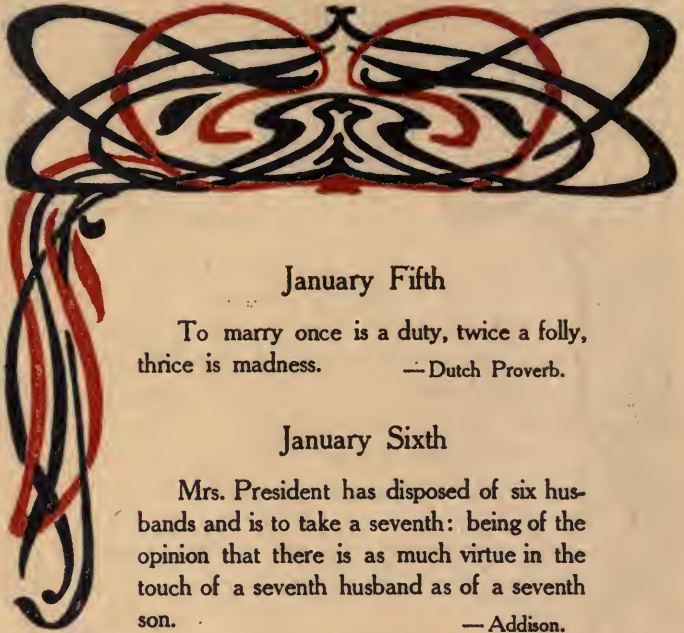 January Fifth
To marry once is a duty, twice a folly,
thrice is madness. — Dutch Proverb.
January Sixth
Mrs. President has disposed of six hus-
bands and is to take a seventh: being of the
opinion that there is as much virtue in the
touch of a seventh husband as of a seventh
son. — Addison.